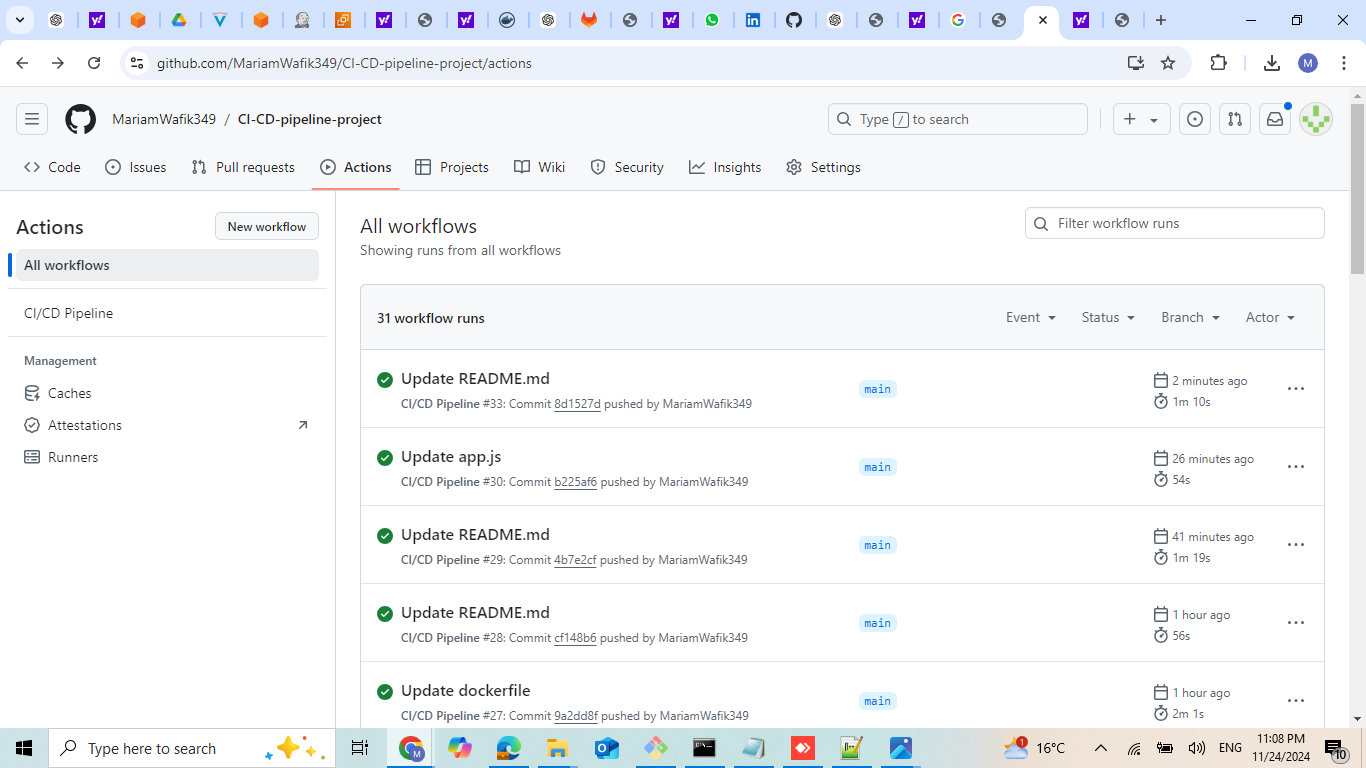 github.com/MariamWafik349/CI-CD-pipeline-project/actions
M
MariamWafik349 / CI-CD-pipeline-project
Type / to search
Code
Issues
Pull requests
Actions
Projects
Wiki
Security
Insights
Settings
Actions
New workflow
All workflows
CI/CD Pipeline
Management
Caches
Attestations
Runners
All workflows
Showing runs from all workflows
Filter workflow runs
31 workflow runs
Event
Status
Branch
Actor
Update README.md
CI/CD Pipeline #33: Commit 8d1527d pushed by MariamWafik349
main
2 minutes ago
1m 10s
Update app.js
CI/CD Pipeline #30: Commit b225af6 pushed by MariamWafik349
main
26 minutes ago
54s
Update README.md
CI/CD Pipeline #29: Commit 4b7e2cf pushed by MariamWafik349
main
41 minutes ago
1m 19s
Update README.md
CI/CD Pipeline #28: Commit cf148b6 pushed by MariamWafik349
main
1 hour ago
56s
Update dockerfile
CI/CD Pipeline #27: Commit 9a2dd8f pushed by MariamWafik349
main
1 hour ago
2m 1s
Type here to search
16°C
ENG
11:08 PM
11/24/2024
10